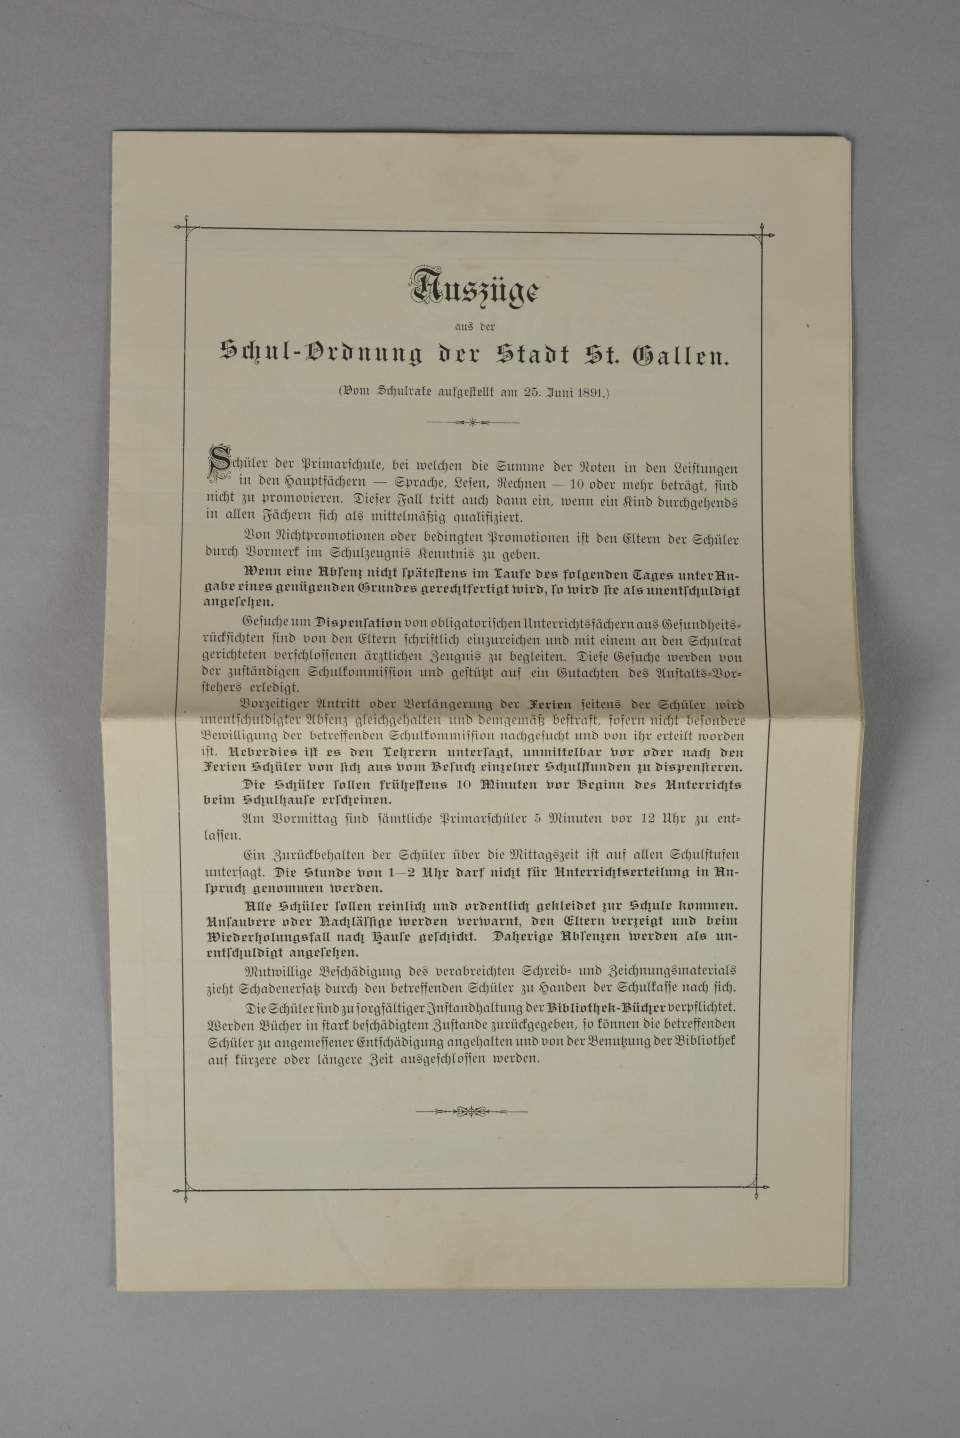 Auszüge
aus der
Schul-Ordnung der Stadt St. Gallen.
(Vom Schulrate aufgestellt am 25. Juni 1891.)
Schüler der Primarschule, bei welchen die Summe der Noten in den Leistungen
in den Hauptfächern — Sprache, Lesen, Rechnen — 10 oder mehr beträgt, sind
nicht zu promovieren. Dieser Fall tritt auch dann ein, wenn ein Kind durchgehends
in allen Fächern sich als mittelmäßig qualifiziert.
Von Nichtpromotionen oder bedingten Promotionen ist den Eltern der Schüler
durch Vormerk im Schulzeugnis Kenntnis zu geben.
Wenn eine Absenz nicht spätestens im Laufe des folgenden Tages unter An-
gabe eines genügenden Grundes gerechtfertigt wird, so wird sie als unentschuldigt
angesehen.
Gesuche um Dispensation von obligatorischen Unterrichtsfächern aus Gesundheits-
rücksichten sind von den Eltern schriftlich einzureichen und mit einem an den Schulrat
gerichteten verschlossenen ärztlichen Zeugnis zu begleiten. Diese Gesuche werden von
der zuständigen Schulkommission und gestützt auf ein Gutachten des Anstalts-Vor-
stehers erledigt.
Vorzeitiger Antritt oder Verlängerung der Ferien seitens der Schüler wird
unentschuldigter Absenz gleichgehalten und demgemäß bestraft, sofern nicht besondere
Bewilligung der betreffenden Schulkommission nachgesucht und von ihr erteilt worden
ist. Ueberdies ist es den Lehrern untersagt, unmittelbar vor oder nach den
Ferien Schüler von sich aus vom Besuch einzelner Schulstunden zu dispensieren.
Die Schüler sollen frühestens 10 Minuten vor Beginn des Unterrichts
beim Schulhause erscheinen.
Am Vormittag sind sämtliche Primarschüler 5 Minuten vor 12 Uhr zu ent-
lassen.
Ein Zurückbehalten der Schüler über die Mittagszeit ist auf allen Schulstufen
untersagt. Die Stunde von 1—2 Uhr darf nicht für Unterrichtserteilung in An-
spruch genommen werden.
Alle Schüler sollen reinlich und ordentlich gekleidet zur Schule kommen.
Unsaubere oder Nachlässige werden verwarnt, den Eltern verzeigt und beim
Wiederholungsfall nach Hause geschickt. Daherige Absenzen werden als un-
entschuldigt angesehen.
Mutwillige Beschädigung des verabreichten Schreib- und Zeichnungsmaterials
zieht Schadenersatz durch den betreffenden Schüler zu Handen der Schulkasse nach sich.
Die Schüler sind zu sorgfältiger Instandhaltung der Bibliothek-Bücher verpflichtet.
Werden Bücher in stark beschädigtem Zustande zurückgegeben, so können die betreffenden
Schüler zu angemessener Entschädigung angehalten und von der Benutzung der Bibliothek
auf kürzere oder längere Zeit ausgeschlossen werden.